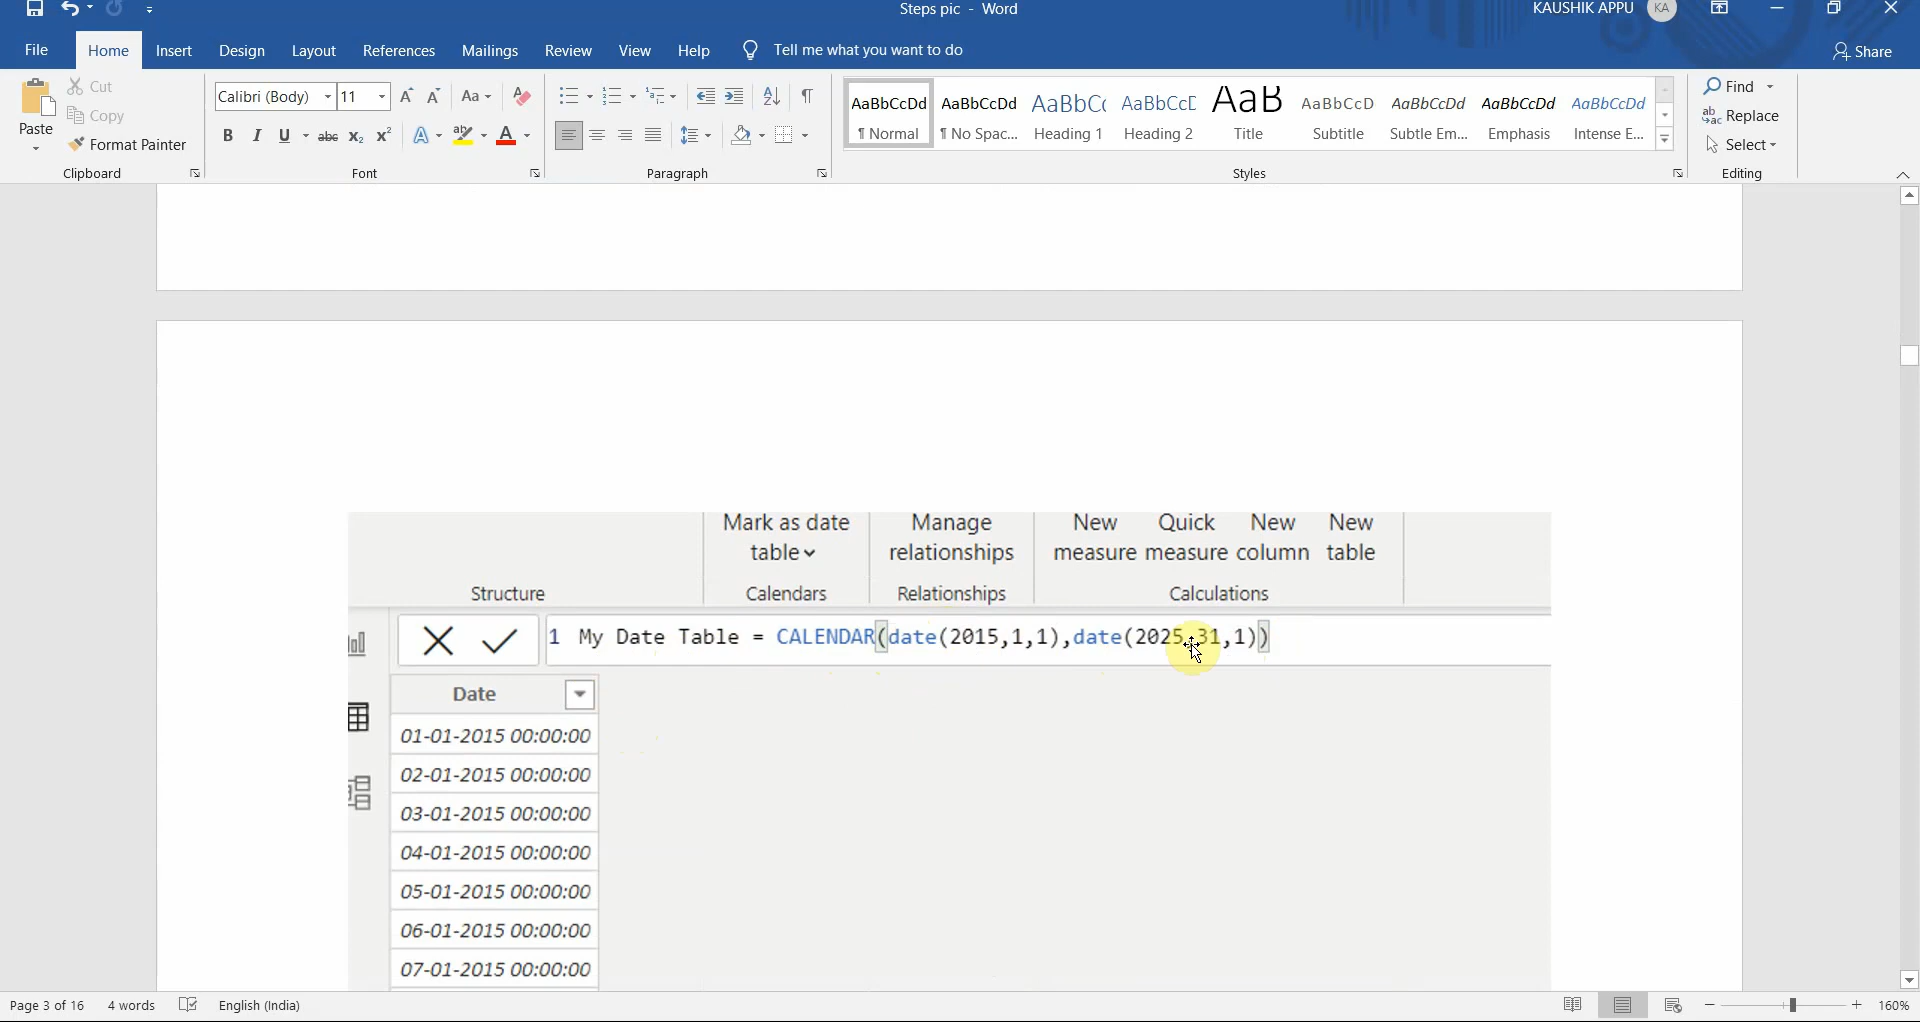 Steps pic - Word
KAUSHIK APPU KA
File Home Insert Design Layout References Mailings Review View Help Tell me what you want to do Share
Paste
Cut
Copy
Format Painter
Clipboard
Calibri (Body) 11 Aa
B I U abc X2 X2 A ab A
Font
Paragraph
AaBbCcDd AaBbCcDd AaBbCc AaBbCcC AaB AaBbCcD AaBbCcDd AaBbCcDd AaBbCcDd
¶ Normal ¶ No Spac... Heading 1 Heading 2 Title Subtitle Subtle Em... Emphasis Intense E...
Styles
Find
Replace
Select
Editing
Mark as date table
Calendars
Manage relationships
Relationships
New measure
Quick measure
New column
New table
Calculations
Structure
1 My Date Table = CALENDAR(date(2015,1,1),date(2025,31,1))
Date
01-01-2015 00:00:00
02-01-2015 00:00:00
03-01-2015 00:00:00
04-01-2015 00:00:00
05-01-2015 00:00:00
06-01-2015 00:00:00
07-01-2015 00:00:00
Page 3 of 16 4 words English (India) 160%